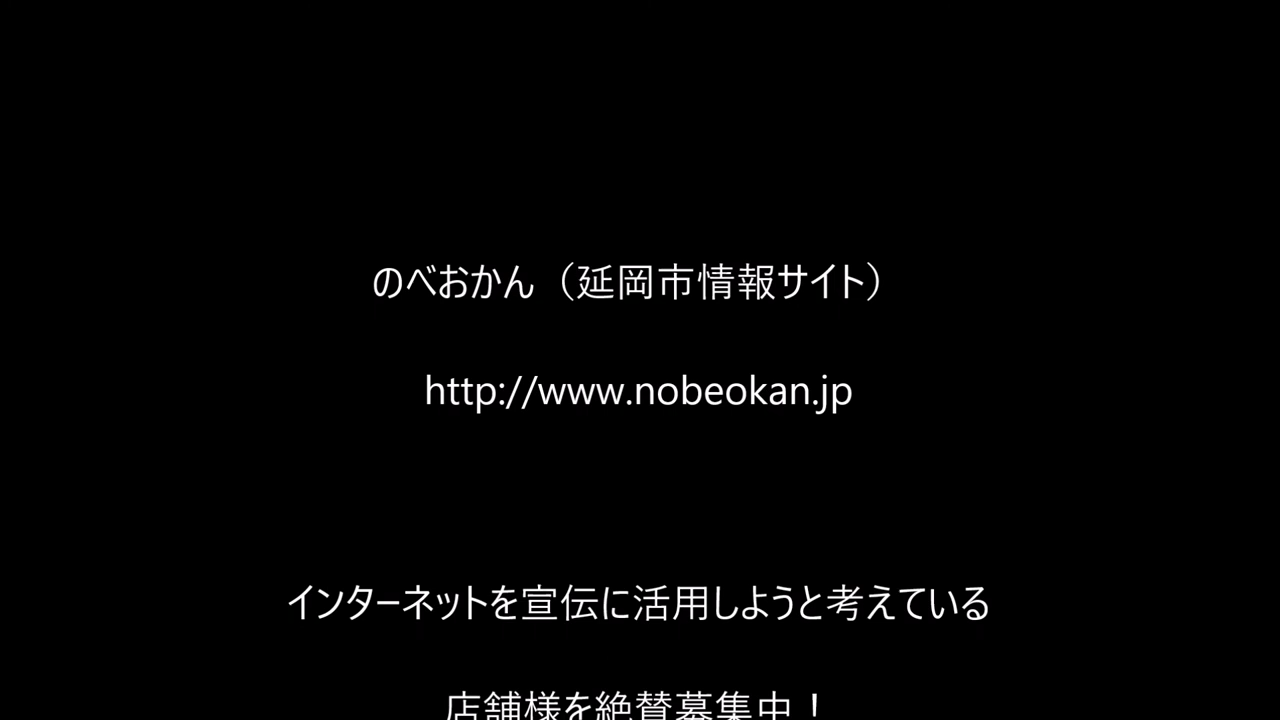 のべおかん（延岡市情報サイト）
http://www.nobeokan.jp
インターネットを宣伝に活用しようと考えている
店舗様を絶賛募集中！